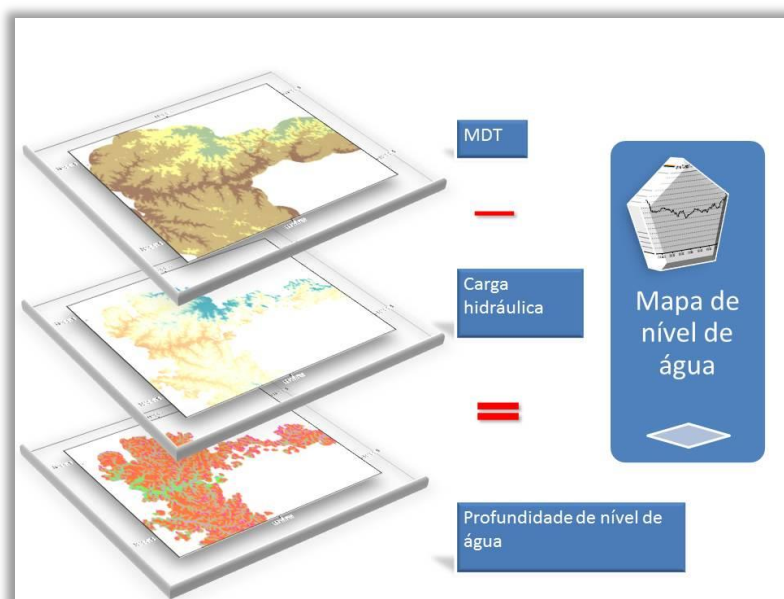 MDT
Carga
hidráulica
Profundidade de nível de
água
Mapa de
nível de
água